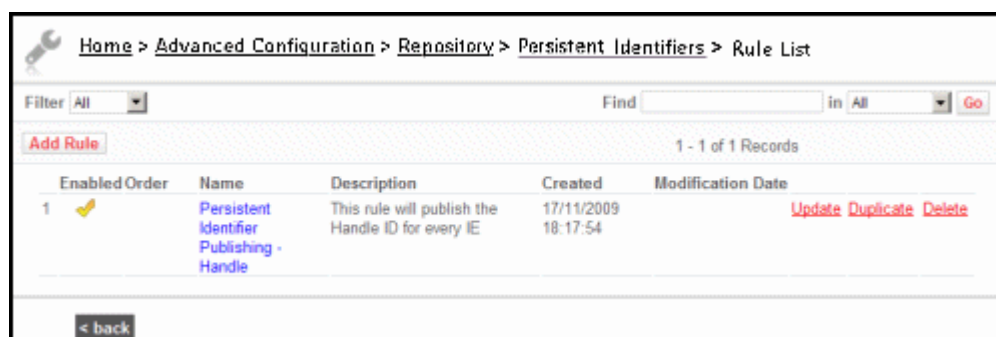 Home > Advanced Configuration > Repository > Persistent Identifiers > Rule List
Filter All Find in All Go
Add Rule 1 - 1 of 1 Records
Enabled Order Name Description Created Modification Date
1 Persistent This rule will publish the 17/11/2009 Update Duplicate Delete
Identifier Handle ID for every IE 18:17:54
Publishing -
Handle
< back